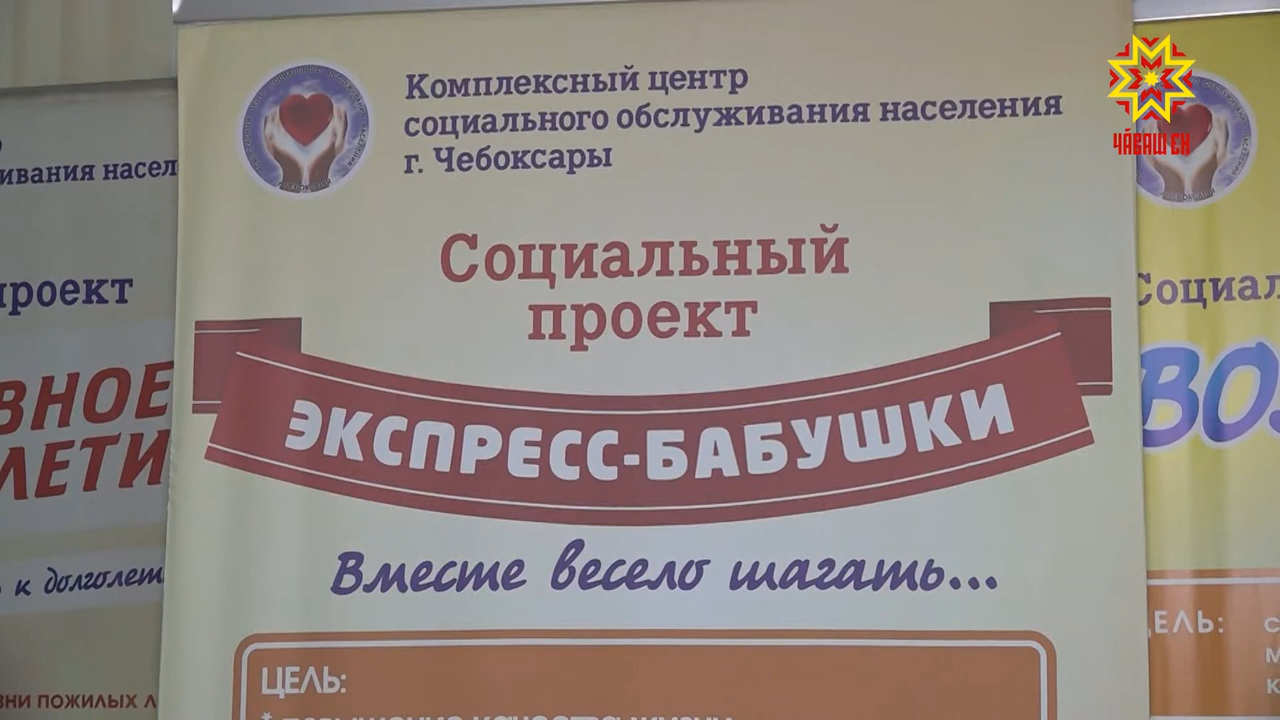 Комплексный центр
социального обслуживания населения
г. Чебоксары
Социальный
проект
ЭКСПРЕСС-БАБУШКИ
Вместе весело шагать...
ЦЕЛЬ:
проект
к долголет
ЧӐВАШ ЕН
Социал
ЦЕЛЬ: